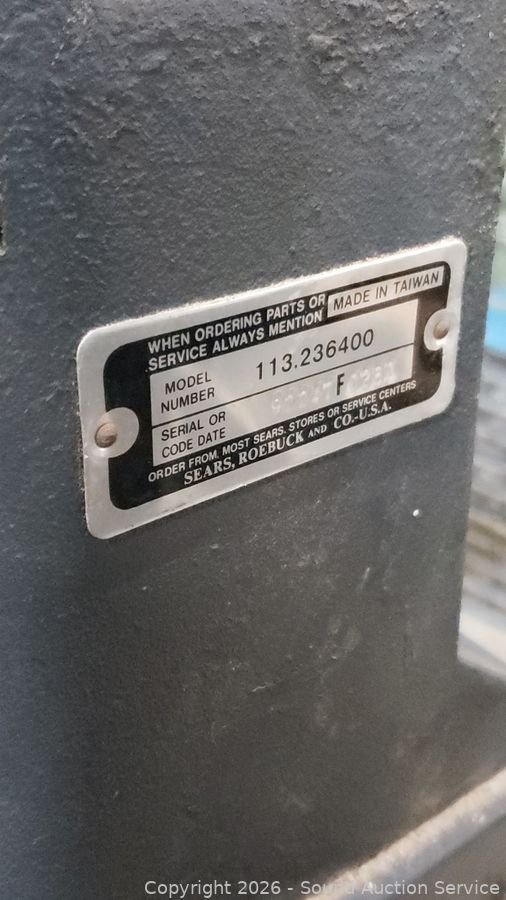 WHEN ORDERING PARTS OR
SERVICE ALWAYS MENTION
MADE IN TAIWAN
MODEL
NUMBER
113.236400
SERIAL OR
CODE DATE
F
ORDER FROM MOST SEARS STORES OR SERVICE CENTERS
SEARS, ROEBUCK AND CO.-U.S.A.
Copyright 2026 - Sound Auction Service